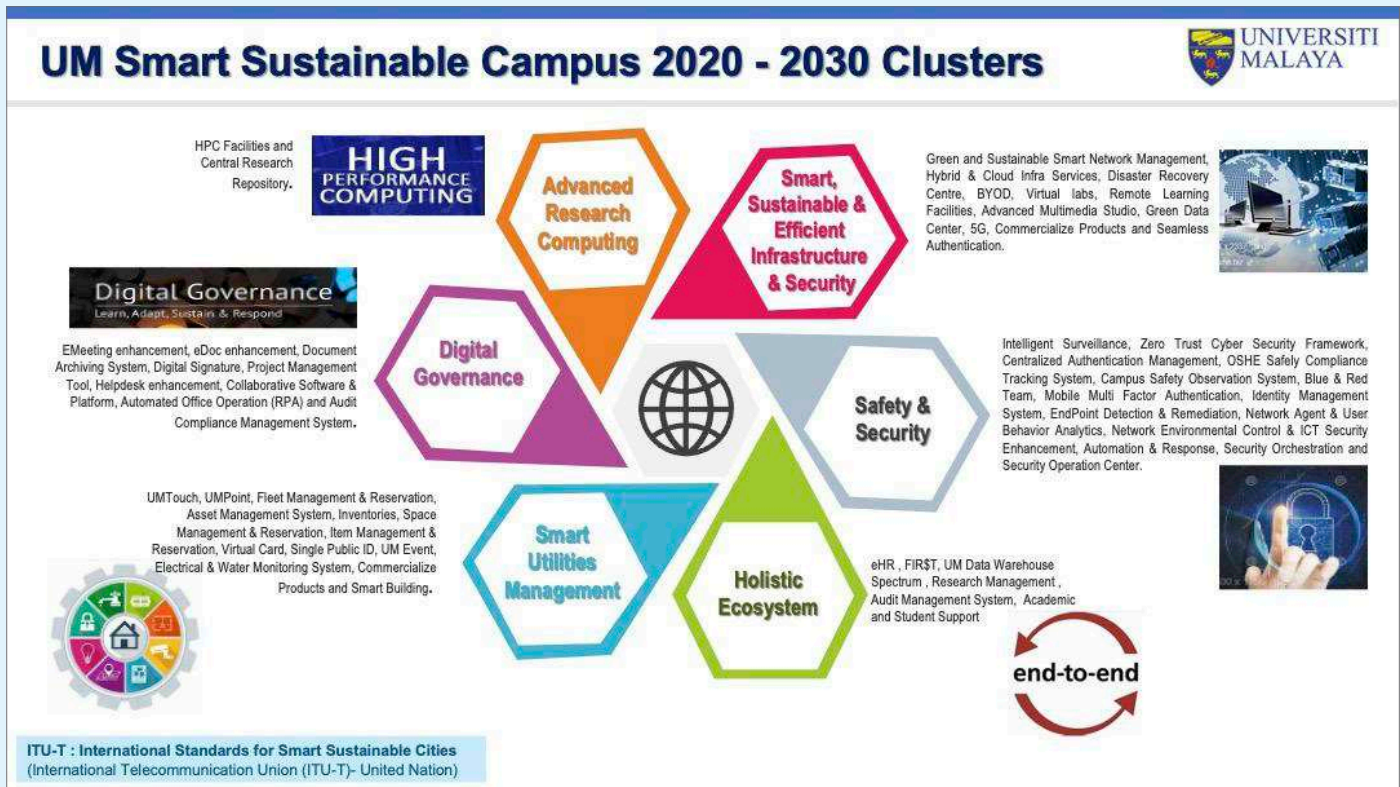 UM Smart Sustainable Campus 2020 - 2030 Clusters
UNIVERSITI
MALAYA
HPC Facilities and
Central Research
Repository.
HIGH
PERFORMANCE
COMPUTING
Advanced
Research
Computing
Smart,
Sustainable &
Efficient
Infrastructure
& Security
Green and Sustainable Smart Network Management,
Hybrid & Cloud Infra Services, Disaster Recovery
Centre, BYOD, Virtual labs, Remote Learning
Facilities, Advanced Multimedia Studio, Green Data
Center, 5G, Commercialize Products and Seamless
Authentication.
Digital Governance
Learn, Adapt, Sustain & Respond
EMeeting enhancement, eDoc enhancement, Document
Archiving System, Digital Signature, Project Management
Tool, Helpdesk enhancement, Collaborative Software &
Platform, Automated Office Operation (RPA) and Audit
Compliance Management System.
Digital
Governance
Safety &
Security
Intelligent Surveillance, Zero Trust Cyber Security Framework,
Centralized Authentication Management, OSHE Safely Compliance
Tracking System, Campus Safety Observation System, Blue & Red
Team, Mobile Multi Factor Authentication, Identity Management
System, EndPoint Detection & Remediation, Network Agent & User
Behavior Analytics, Network Environmental Control & ICT Security
Enhancement, Automation & Response, Security Orchestration and
Security Operation Center.
UMTouch, UMPoint, Fleet Management & Reservation,
Asset Management System, Inventories, Space
Management & Reservation, Item Management &
Reservation, Virtual Card, Single Public ID, UM Event,
Electrical & Water Monitoring System, Commercialize
Products and Smart Building.
Smart
Utilities
Management
Holistic
Ecosystem
eHR , FIR$T, UM Data Warehouse
Spectrum , Research Management ,
Audit Management System, Academic
and Student Support
end-to-end
ITU-T : International Standards for Smart Sustainable Cities
(International Telecommunication Union (ITU-T)- United Nation)